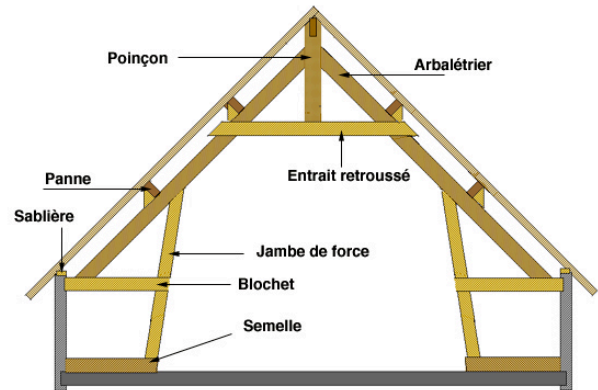 Poinçon
Arbalétrier
Entrait retroussé
Panne
Sablière
Jambe de force
Blochet
Semelle